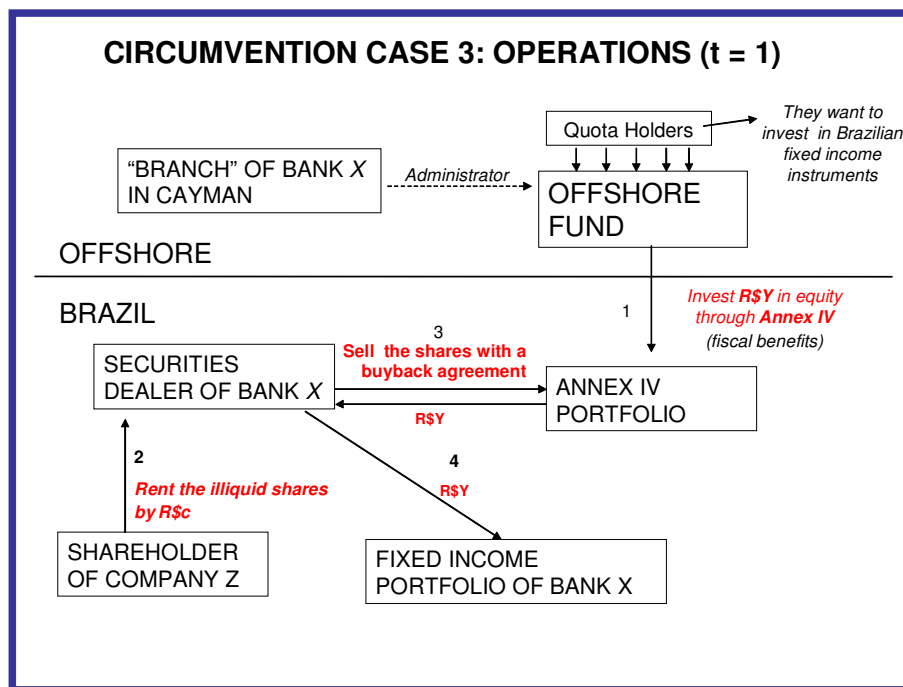 CIRCUMVENTION CASE 3: OPERATIONS (t = 1)
Quota Holders
They want to
invest in Brazilian
fixed income
instruments
"BRANCH" OF BANK X
IN CAYMAN
Administrator
OFFSHORE
FUND
OFFSHORE
BRAZIL
1
Invest R$Y in equity
through Annex IV
(fiscal benefits)
3
Sell the shares with a
buyback agreement
SECURITIES
DEALER OF BANK X
ANNEX IV
PORTFOLIO
R$Y
2
Rent the illiquid shares
by R$c
4
R$Y
SHAREHOLDER
OF COMPANY Z
FIXED INCOME
PORTFOLIO OF BANK X